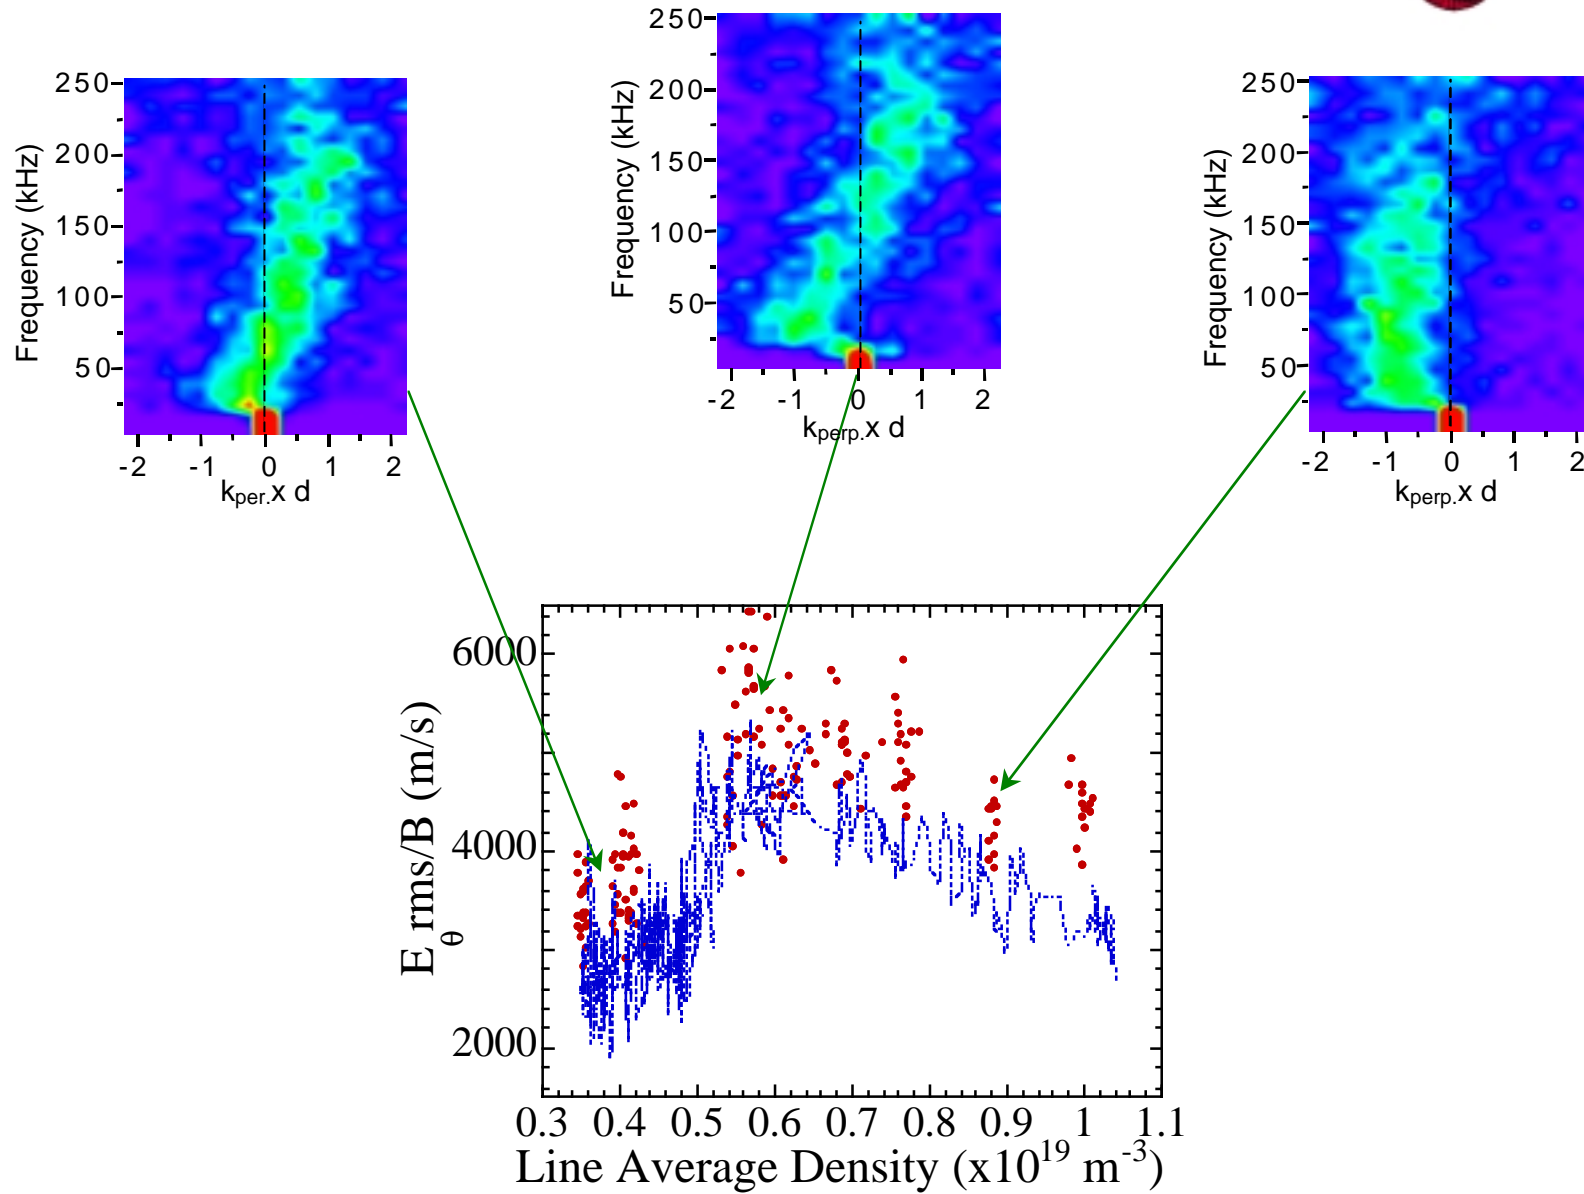 250
200
150
100
50
Frequency (kHz)
-2 -1 0 1 2
kper.x d
250
200
150
100
50
Frequency (kHz)
-2 -1 0 1 2
kperp.x d
250
200
150
100
50
Frequency (kHz)
-2 -1 0 1 2
kperp.x d
6000
4000
2000
Eθ rms/B (m/s)
0.3 0.4 0.5 0.6 0.7 0.8 0.9 1 1.1
Line Average Density (x10^19 m^-3)